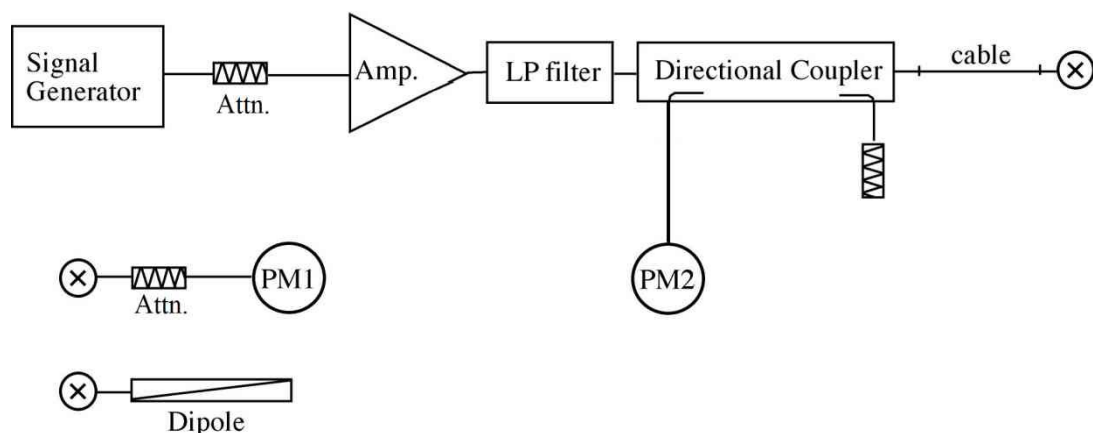 Signal
Generator
Attn.
Amp.
LP filter
Directional Coupler
cable
PM1
Attn.
PM2
Dipole